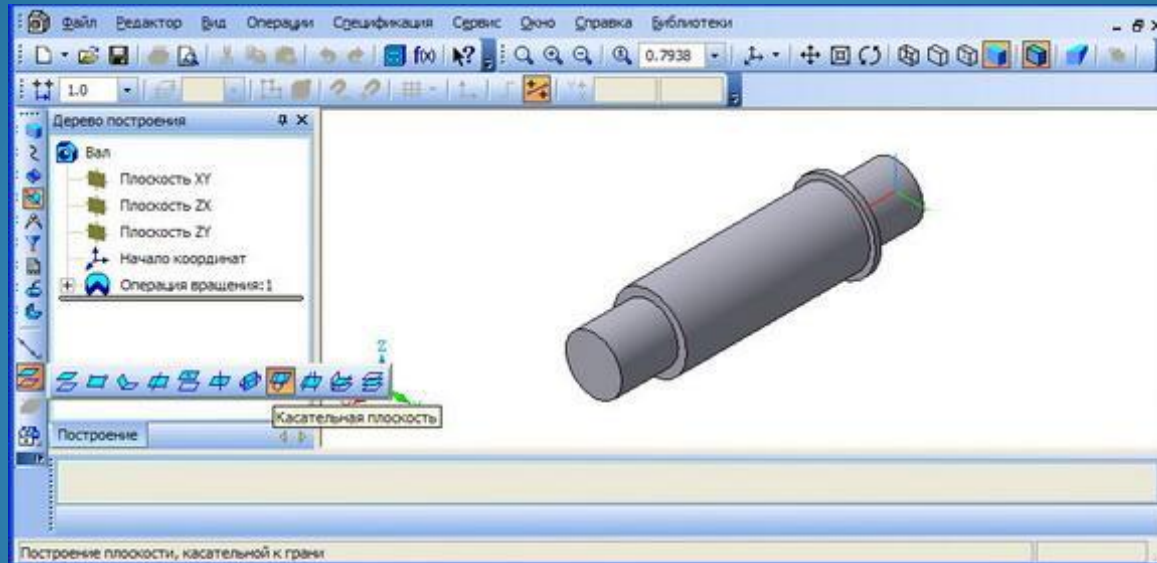 Файл Редактор Вид Операции Спецификация Сервис Окно Справка Библиотеки
f(x) 0.7938
1.0
Дерево построения
Вал
Плоскость XY
Плоскость ZX
Плоскость ZY
Начало координат
Операция вращения:1
Z
Касательная плоскость
Построение
Построение плоскости, касательной к грани